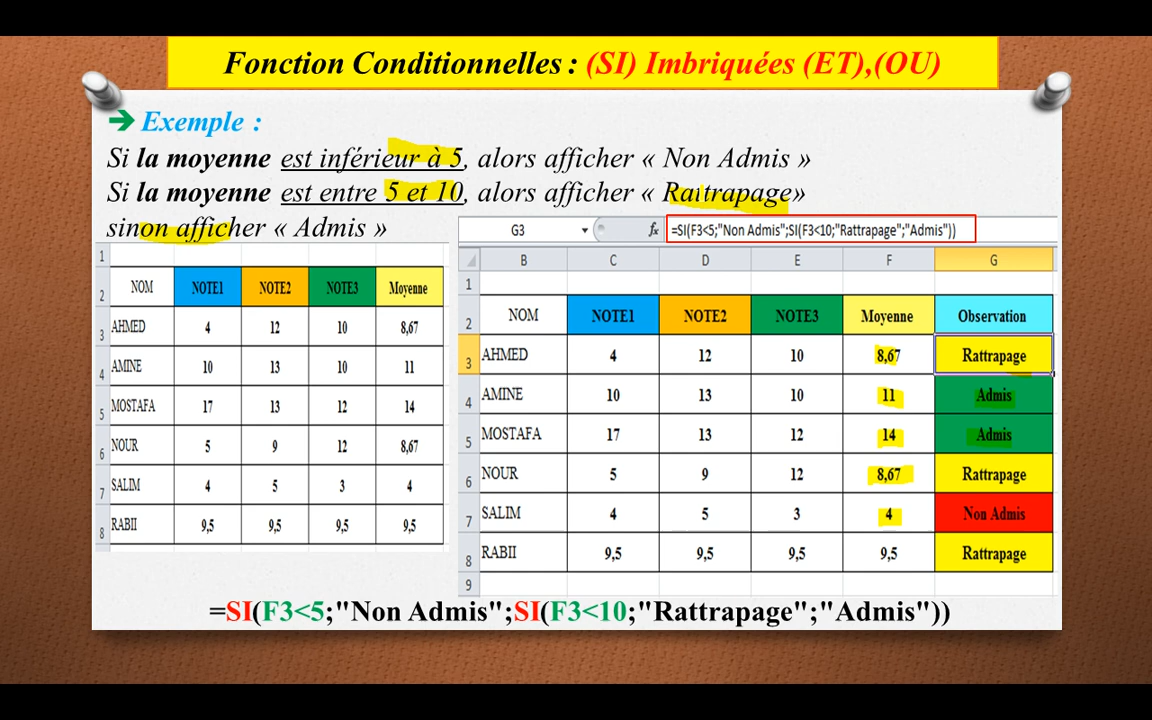 Fonction Conditionnelles : (SI) Imbriquées (ET),(OU)
Exemple :
Si la moyenne est inférieur à 5, alors afficher « Non Admis »
Si la moyenne est entre 5 et 10, alors afficher « Rattrapage»
sinon afficher « Admis »
1
2 NOM NOTE1 NOTE2 NOTE3 Moyenne
3 AHMED 4 12 10 8,67
4 AMINE 10 13 10 11
5 MOSTAFA 17 13 12 14
6 NOUR 5 9 12 8,67
7 SALIM 4 5 3 4
8 RABII 9,5 9,5 9,5 9,5
G3 fx =SI(F3<5;"Non Admis";SI(F3<10;"Rattrapage";"Admis"))
B C D E F G
1
2 NOM NOTE1 NOTE2 NOTE3 Moyenne Observation
3 AHMED 4 12 10 8,67 Rattrapage
4 AMINE 10 13 10 11 Admis
5 MOSTAFA 17 13 12 14 Admis
6 NOUR 5 9 12 8,67 Rattrapage
7 SALIM 4 5 3 4 Non Admis
8 RABII 9,5 9,5 9,5 9,5 Rattrapage
9
=SI(F3<5;"Non Admis";SI(F3<10;"Rattrapage";"Admis"))